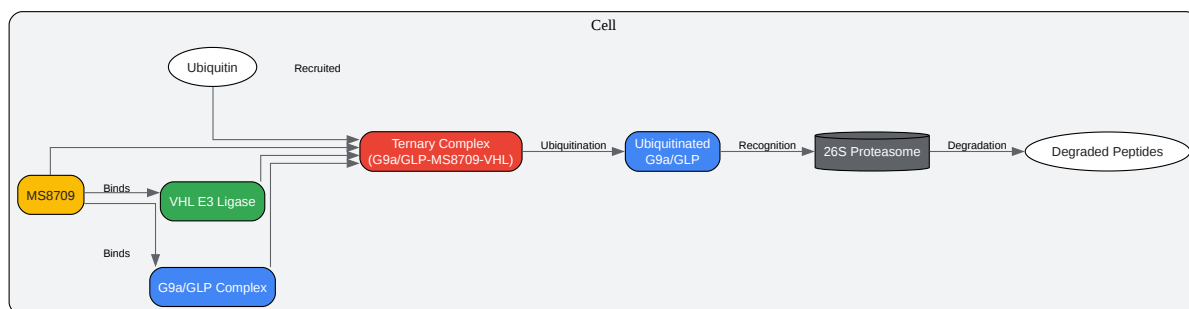 Cell
Ubiquitin
Recruited
Ternary Complex
(G9a/GLP-MS8709-VHL)
Ubiquitination
Ubiquitinated
G9a/GLP
Recognition
26S Proteasome
Degradation
Degraded Peptides
MS8709
Binds
VHL E3 Ligase
Binds
G9a/GLP Complex